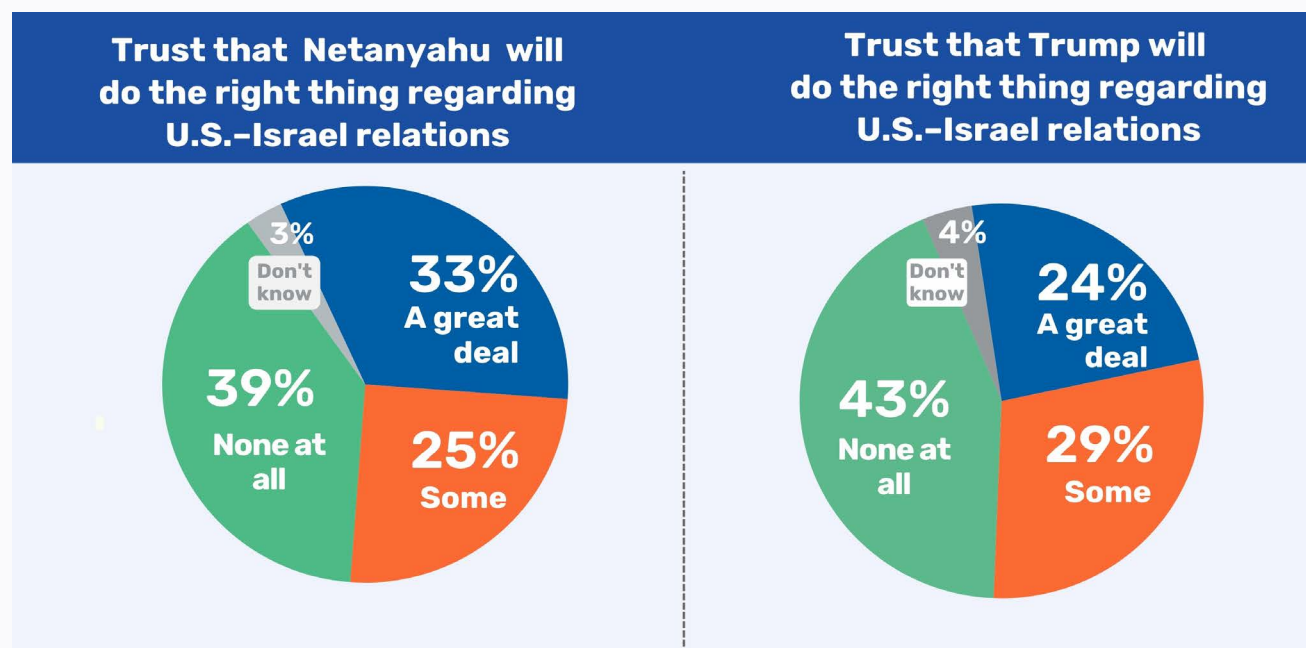 Trust that Netanyahu will
do the right thing regarding
U.S.–Israel relations
3%
Don't
know
33%
A great
deal
39%
None at
all
25%
Some
Trust that Trump will
do the right thing regarding
U.S.–Israel relations
4%
Don't
know
24%
A great
deal
43%
None at
all
29%
Some